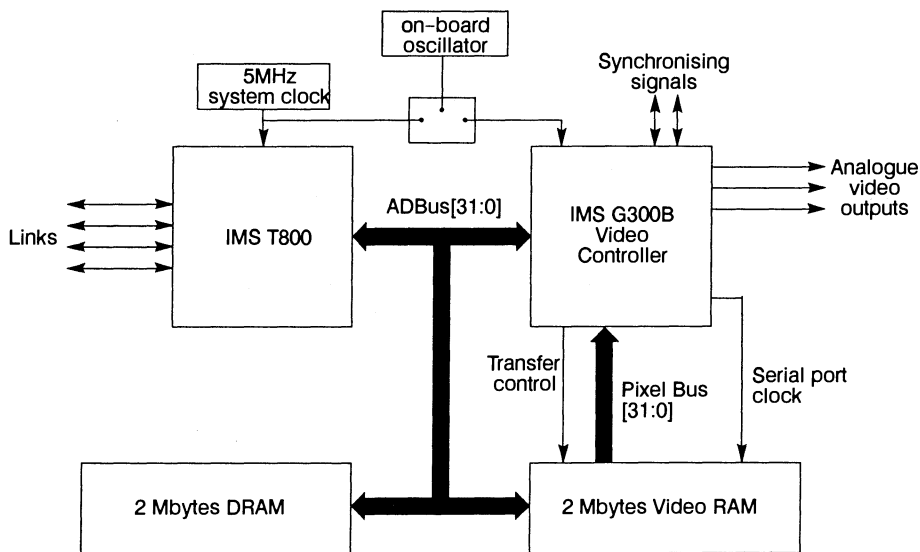 on-board
oscillator
5MHz
system clock
Synchronising
signals
Links
IMS T800
ADBus[31:0]
IMS G300B
Video
Controller
Analogue
video
outputs
Transfer
control
Pixel Bus
[31:0]
Serial port
clock
2 Mbytes DRAM
2 Mbytes Video RAM